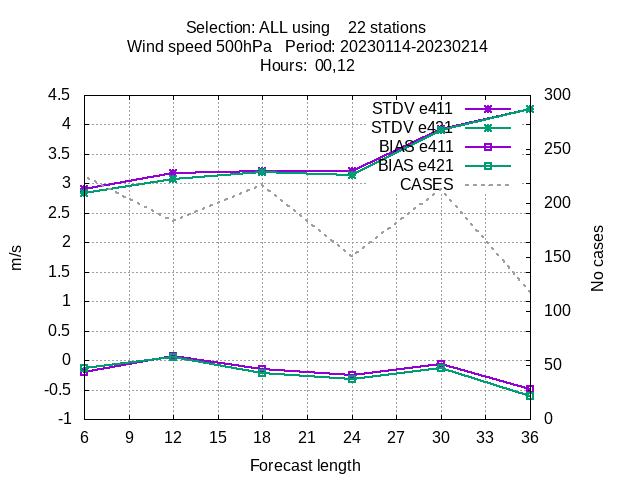 Selection: ALL using 22 stations
Wind speed 500hPa Period: 20230114-20230214
Hours: 00,12
4.5
4
3.5
3
2.5
2
1.5
1
0.5
0
-0.5
-1
m/s
STDV e411
STDV e421
BIAS e411
BIAS e421
CASES
300
250
200
150
100
50
0
No cases
6 9 12 15 18 21 24 27 30 33 36
Forecast length